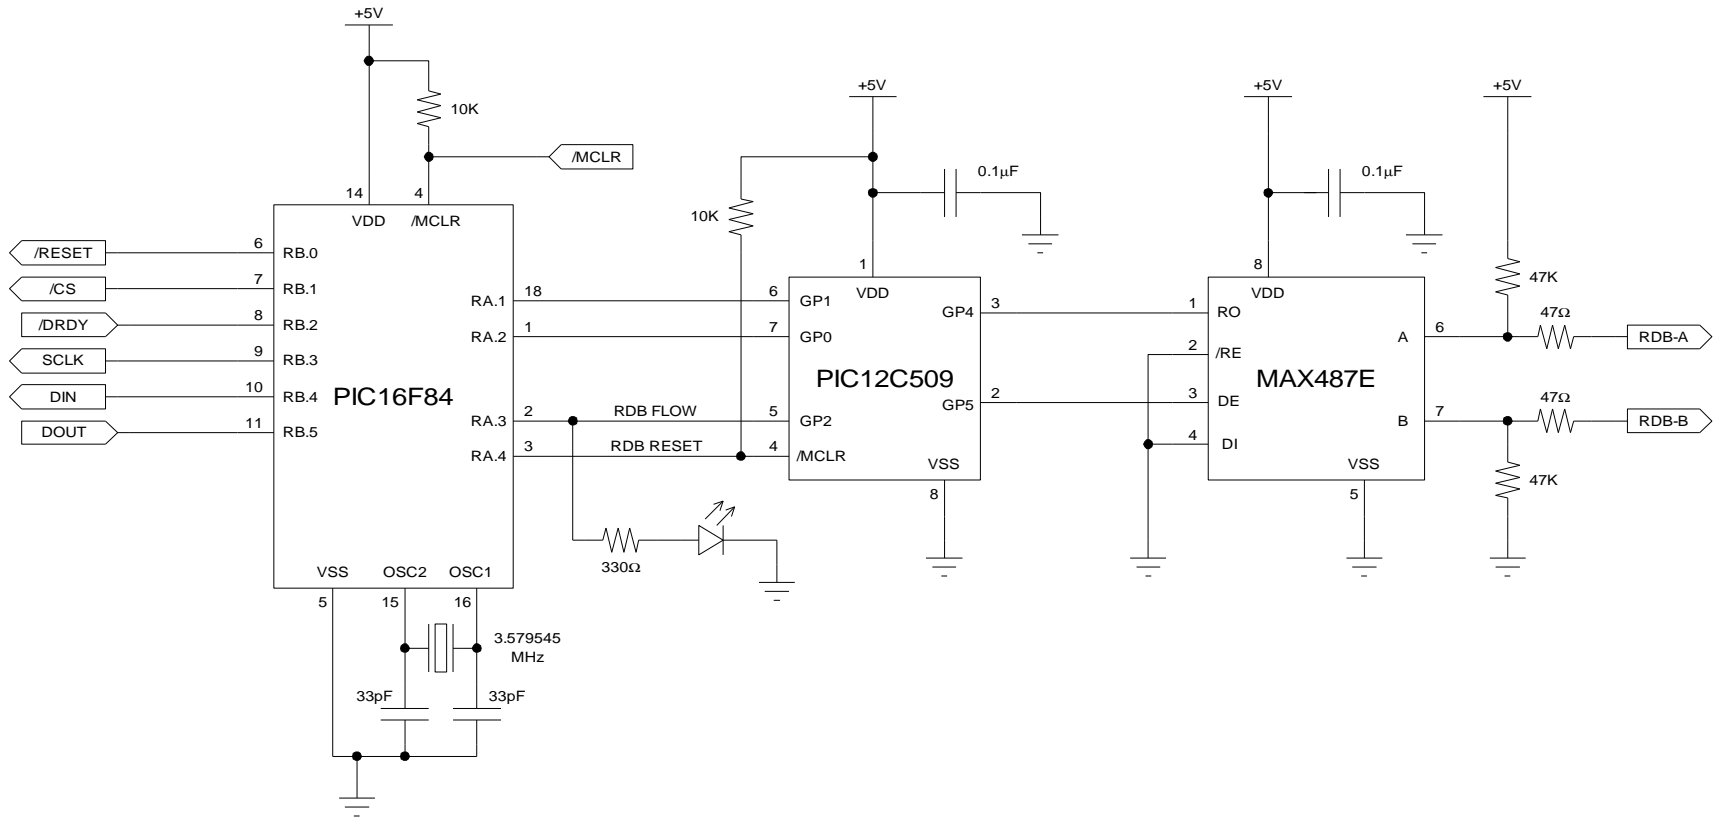 +5V
10K
/MCLR
14
4
VDD
/MCLR
/RESET
6
RB.0
/CS
7
RB.1
/DRDY
8
RB.2
SCLK
9
RB.3
DIN
10
RB.4
DOUT
11
RB.5
PIC16F84
RA.1
18
RA.2
1
RA.3
2
RDB FLOW
RA.4
3
RDB RESET
330Ω
VSS
OSC2
OSC1
5
15
16
3.579545
MHz
33pF
33pF
+5V
0.1µF
10K
1
VDD
6
GP1
7
GP0
5
GP2
4
/MCLR
PIC12C509
GP4
3
GP5
2
VSS
8
+5V
0.1µF
8
VDD
1
RO
2
/RE
3
DE
4
DI
MAX487E
A
6
B
7
VSS
5
+5V
47K
47Ω
RDB-A
47Ω
RDB-B
47K